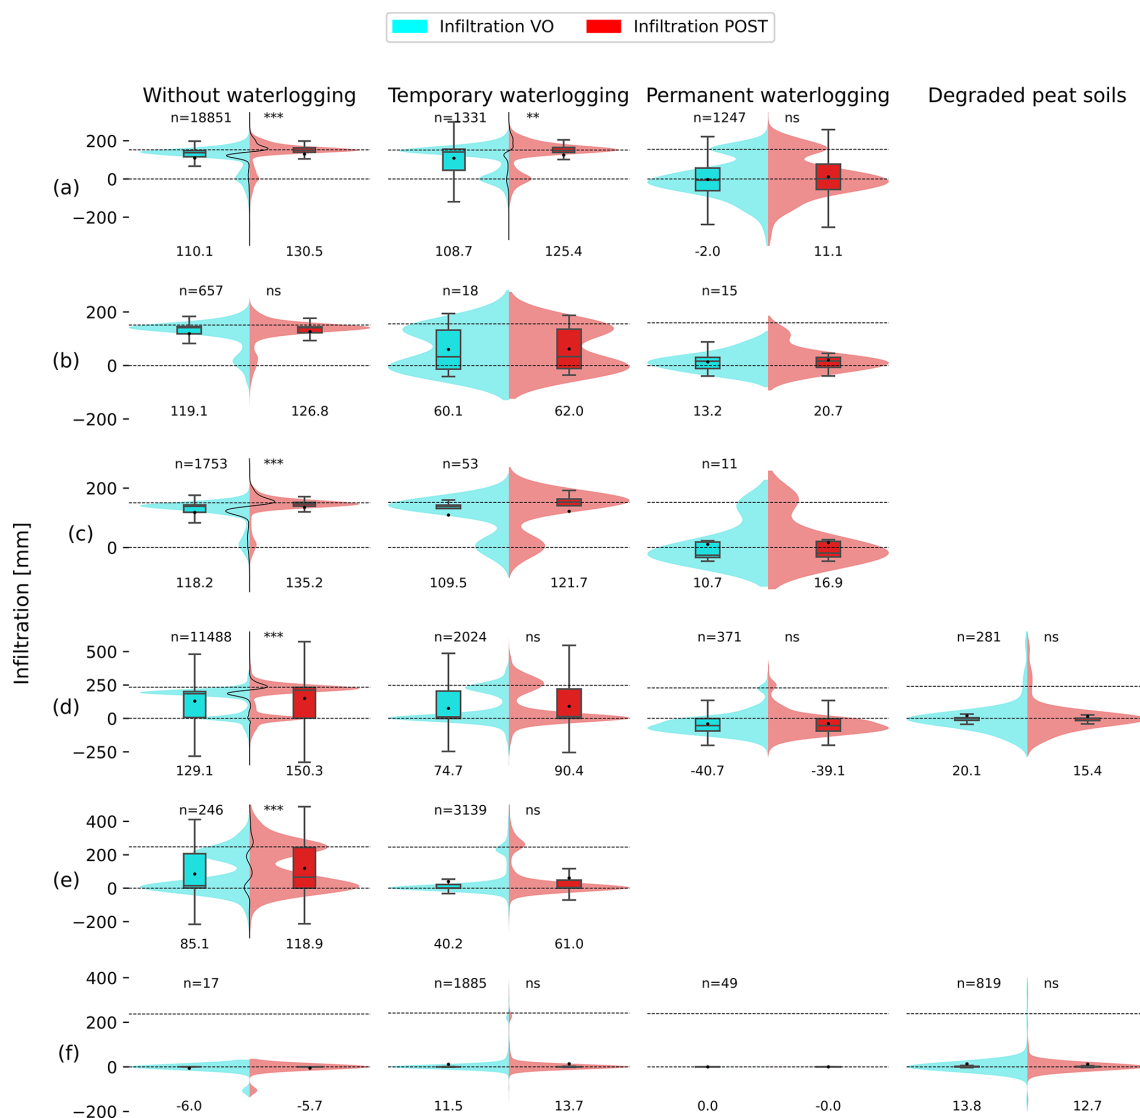 Infiltration VO Infiltration POST
Without waterlogging Temporary waterlogging Permanent waterlogging Degraded peat soils
n=18851 *** n=1331 ** n=1247 ns
200
(a) 0
−200
110.1 130.5 108.7 125.4 -2.0 11.1
n=657 ns n=18 n=15
200
(b) 0
−200
119.1 126.8 60.1 62.0 13.2 20.7
n=1753 *** n=53 n=11
200
(c) 0
118.2 135.2 109.5 121.7 10.7 16.9
Infiltration [mm]
n=11488 *** n=2024 ns n=371 ns n=281 ns
500
250
(d) 0
−250
129.1 150.3 74.7 90.4 -40.7 -39.1 20.1 15.4
n=246 *** n=3139 ns
400
200
(e) 0
−200
85.1 118.9 40.2 61.0
400
n=17 n=1885 ns n=49 n=819 ns
200
(f) 0
−200
-6.0 -5.7 11.5 13.7 0.0 -0.0 13.8 12.7